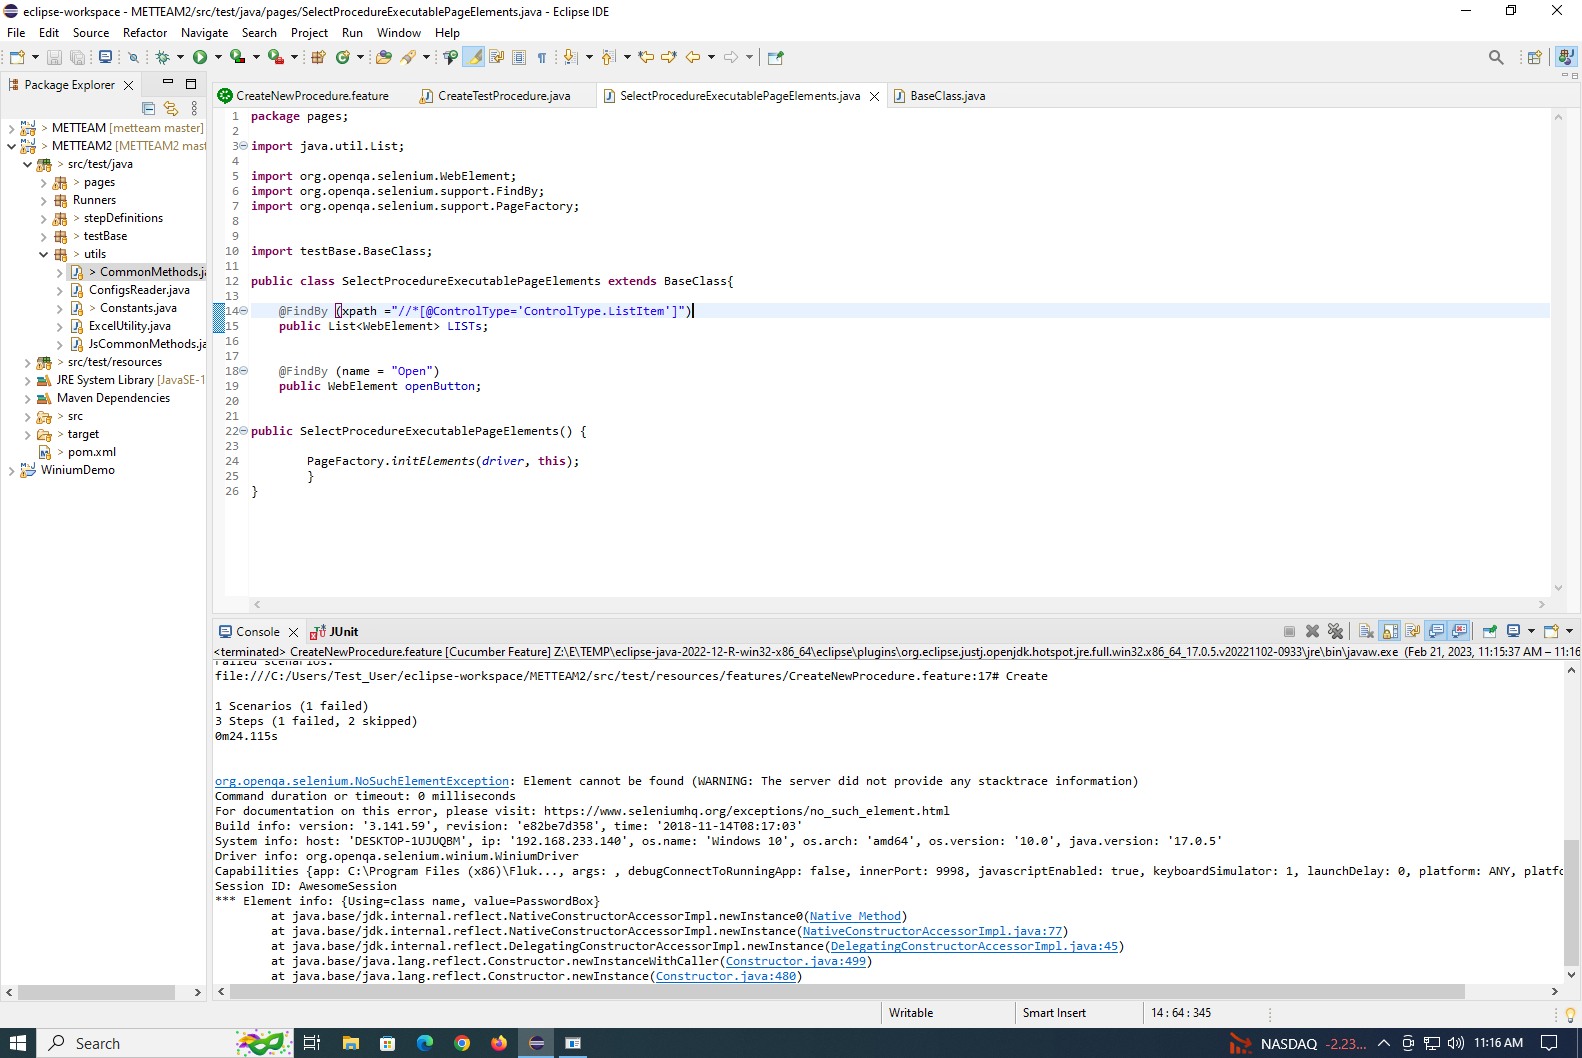 eclipse-workspace - METTEAM2/src/test/java/pages/SelectProcedureExecutablePageElements.java - Eclipse IDE
File Edit Source Refactor Navigate Search Project Run Window Help
Package Explorer
> METTEAM [metteam master]
> METTEAM2 [METTEAM2 mast
> src/test/java
> pages
Runners
> stepDefinitions
> testBase
> utils
> CommonMethods.ja
ConfigsReader.java
> Constants.java
ExcelUtility.java
JsCommonMethods.ja
> src/test/resources
JRE System Library [JavaSE-1
Maven Dependencies
> src
> target
> pom.xml
WiniumDemo
CreateNewProcedure.feature CreateTestProcedure.java SelectProcedureExecutablePageElements.java BaseClass.java
1 package pages;
2
3 import java.util.List;
4
5 import org.openqa.selenium.WebElement;
6 import org.openqa.selenium.support.FindBy;
7 import org.openqa.selenium.support.PageFactory;
8
9
10 import testBase.BaseClass;
11
12 public class SelectProcedureExecutablePageElements extends BaseClass{
13
14 @FindBy (xpath ="//*[@ControlType='ControlType.ListItem']")
15 public List<WebElement> LISTs;
16
17
18 @FindBy (name = "Open")
19 public WebElement openButton;
20
21
22 public SelectProcedureExecutablePageElements() {
23
24 PageFactory.initElements(driver, this);
25 }
26 }
Console JUnit
<terminated> CreateNewProcedure.feature [Cucumber Feature] Z:\E\TEMP\eclipse-java-2022-12-R-win32-x86_64\eclipse\plugins\org.eclipse.justj.openjdk.hotspot.jre.full.win32.x86_64_17.0.5.v20221102-0933\jre\bin\javaw.exe (Feb 21, 2023, 11:15:37 AM – 11:16
Failed scenarios:
file:///C:/Users/Test_User/eclipse-workspace/METTEAM2/src/test/resources/features/CreateNewProcedure.feature:17# Create
1 Scenarios (1 failed)
3 Steps (1 failed, 2 skipped)
0m24.115s
org.openqa.selenium.NoSuchElementException: Element cannot be found (WARNING: The server did not provide any stacktrace information)
Command duration or timeout: 0 milliseconds
For documentation on this error, please visit: https://www.seleniumhq.org/exceptions/no_such_element.html
Build info: version: '3.141.59', revision: 'e82be7d358', time: '2018-11-14T08:17:03'
System info: host: 'DESKTOP-1UJUQBM', ip: '192.168.233.140', os.name: 'Windows 10', os.arch: 'amd64', os.version: '10.0', java.version: '17.0.5'
Driver info: org.openqa.selenium.winium.WiniumDriver
Capabilities {app: C:\Program Files (x86)\Fluk..., args: , debugConnectToRunningApp: false, innerPort: 9998, javascriptEnabled: true, keyboardSimulator: 1, launchDelay: 0, platform: ANY, platfo
Session ID: AwesomeSession
*** Element info: {Using=class name, value=PasswordBox}
at java.base/jdk.internal.reflect.NativeConstructorAccessorImpl.newInstance0(Native Method)
at java.base/jdk.internal.reflect.NativeConstructorAccessorImpl.newInstance(NativeConstructorAccessorImpl.java:77)
at java.base/jdk.internal.reflect.DelegatingConstructorAccessorImpl.newInstance(DelegatingConstructorAccessorImpl.java:45)
at java.base/java.lang.reflect.Constructor.newInstanceWithCaller(Constructor.java:499)
at java.base/java.lang.reflect.Constructor.newInstance(Constructor.java:480)
Writable Smart Insert 14 : 64 : 345
Search NASDAQ -2.23... 11:16 AM